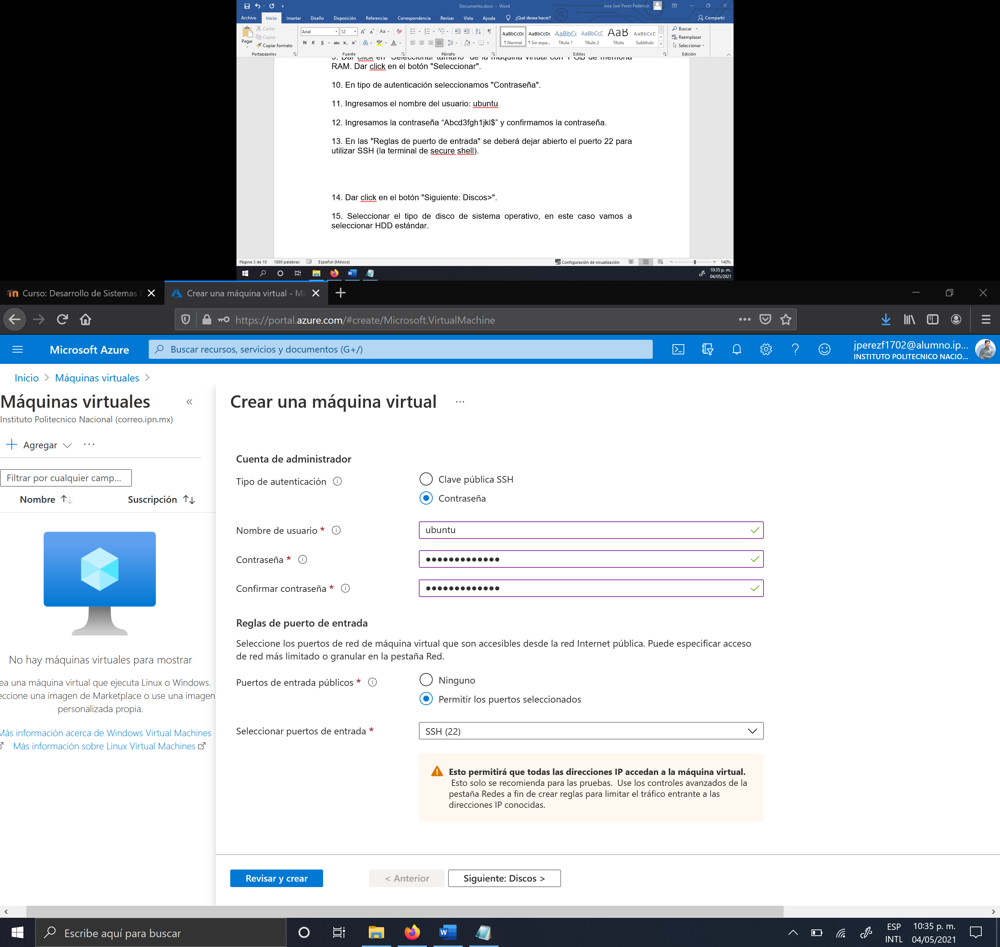 Documento.docx - Word
Jose Joel Perez Federico
Archivo Inicio Insertar Diseño Disposición Referencias Correspondencia Revisar Vista Ayuda ¿Qué desea hacer? Compartir
Pegar
Cortar
Copiar
Copiar formato
Portapapeles
Arial 12
N K S abc x₂ x²
Fuente
Párrafo
AaBbCcDc AaBbCcDc AaBbC( AaBbCcE AaB AaBbCcE
¶ Normal ¶ Sin espa... Título 1 Título 2 Título Subtítulo
Estilos
Buscar
Reemplazar
Seleccionar
Edición
9. Dar click en "Seleccionar tamaño" de la máquina virtual con 1 GB de memoria
RAM. Dar click en el botón "Seleccionar".
10. En tipo de autenticación seleccionamos "Contraseña".
11. Ingresamos el nombre del usuario: ubuntu
12. Ingresamos la contraseña “Abcd3fgh1jkl$” y confirmamos la contraseña.
13. En las "Reglas de puerto de entrada" se deberá dejar abierto el puerto 22 para
utilizar SSH (la terminal de secure shell).
14. Dar click en el botón "Siguiente: Discos>".
15. Seleccionar el tipo de disco de sistema operativo, en este caso vamos a
seleccionar HDD estándar.
Página 3 de 10 1889 palabras Español (México) Configuración de visualización 140%
10:35 p. m.
04/05/2021
Curso: Desarrollo de Sistemas Crear una máquina virtual - Mi
https://portal.azure.com/#create/Microsoft.VirtualMachine
Microsoft Azure
Buscar recursos, servicios y documentos (G+/)
jperezf1702@alumno.ip...
INSTITUTO POLITECNICO NACIO...
Inicio > Máquinas virtuales >
Máquinas virtuales «
Instituto Politecnico Nacional (correo.ipn.mx)
+ Agregar ...
Filtrar por cualquier camp...
Nombre ↑↓ Suscripción ↑↓
No hay máquinas virtuales para mostrar
ea una máquina virtual que ejecuta Linux o Windows.
eccione una imagen de Marketplace o use una imagen
personalizada propia.
Más información acerca de Windows Virtual Machines
Más información sobre Linux Virtual Machines
Crear una máquina virtual ...
Cuenta de administrador
Tipo de autenticación
Clave pública SSH
Contraseña
Nombre de usuario *
ubuntu
Contraseña *
●●●●●●●●●●●●●
Confirmar contraseña *
●●●●●●●●●●●●●
Reglas de puerto de entrada
Seleccione los puertos de red de máquina virtual que son accesibles desde la red Internet pública. Puede especificar acceso
de red más limitado o granular en la pestaña Red.
Puertos de entrada públicos *
Ninguno
Permitir los puertos seleccionados
Seleccionar puertos de entrada *
SSH (22)
Esto permitirá que todas las direcciones IP accedan a la máquina virtual.
Esto solo se recomienda para las pruebas. Use los controles avanzados de la
pestaña Redes a fin de crear reglas para limitar el tráfico entrante a las
direcciones IP conocidas.
Revisar y crear
< Anterior
Siguiente: Discos >
Escribe aquí para buscar
ESP
INTL
10:35 p. m.
04/05/2021